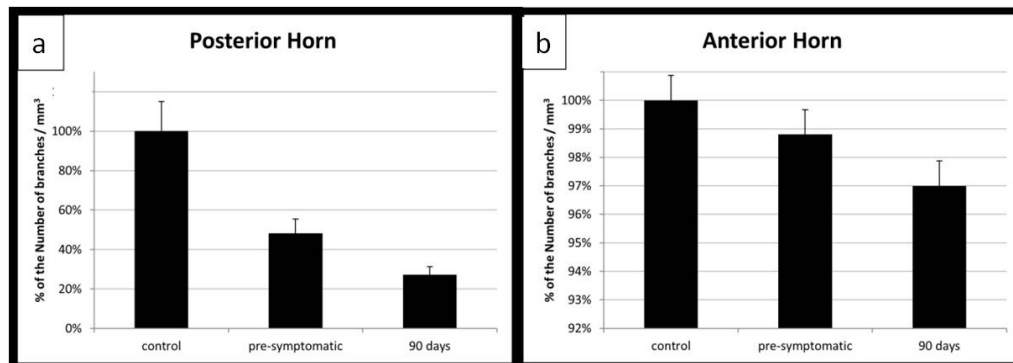 a
Posterior Horn
% of the Number of branches / mm³
100%
80%
60%
40%
20%
0%
control pre-symptomatic 90 days
b
Anterior Horn
% of the Number of branches / mm³
100%
99%
98%
97%
96%
95%
94%
93%
92%
control pre-symptomatic 90 days